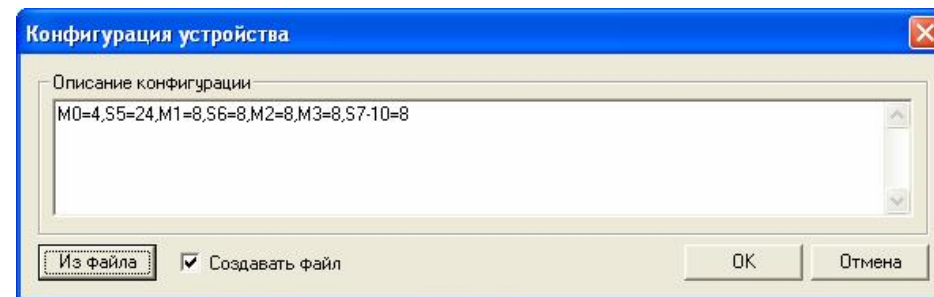 Конфигурация устройства
Описание конфигурации
M0=4,S5=24,M1=8,S6=8,M2=8,M3=8,S7-10=8
Из файла Создавать файл OK Отмена